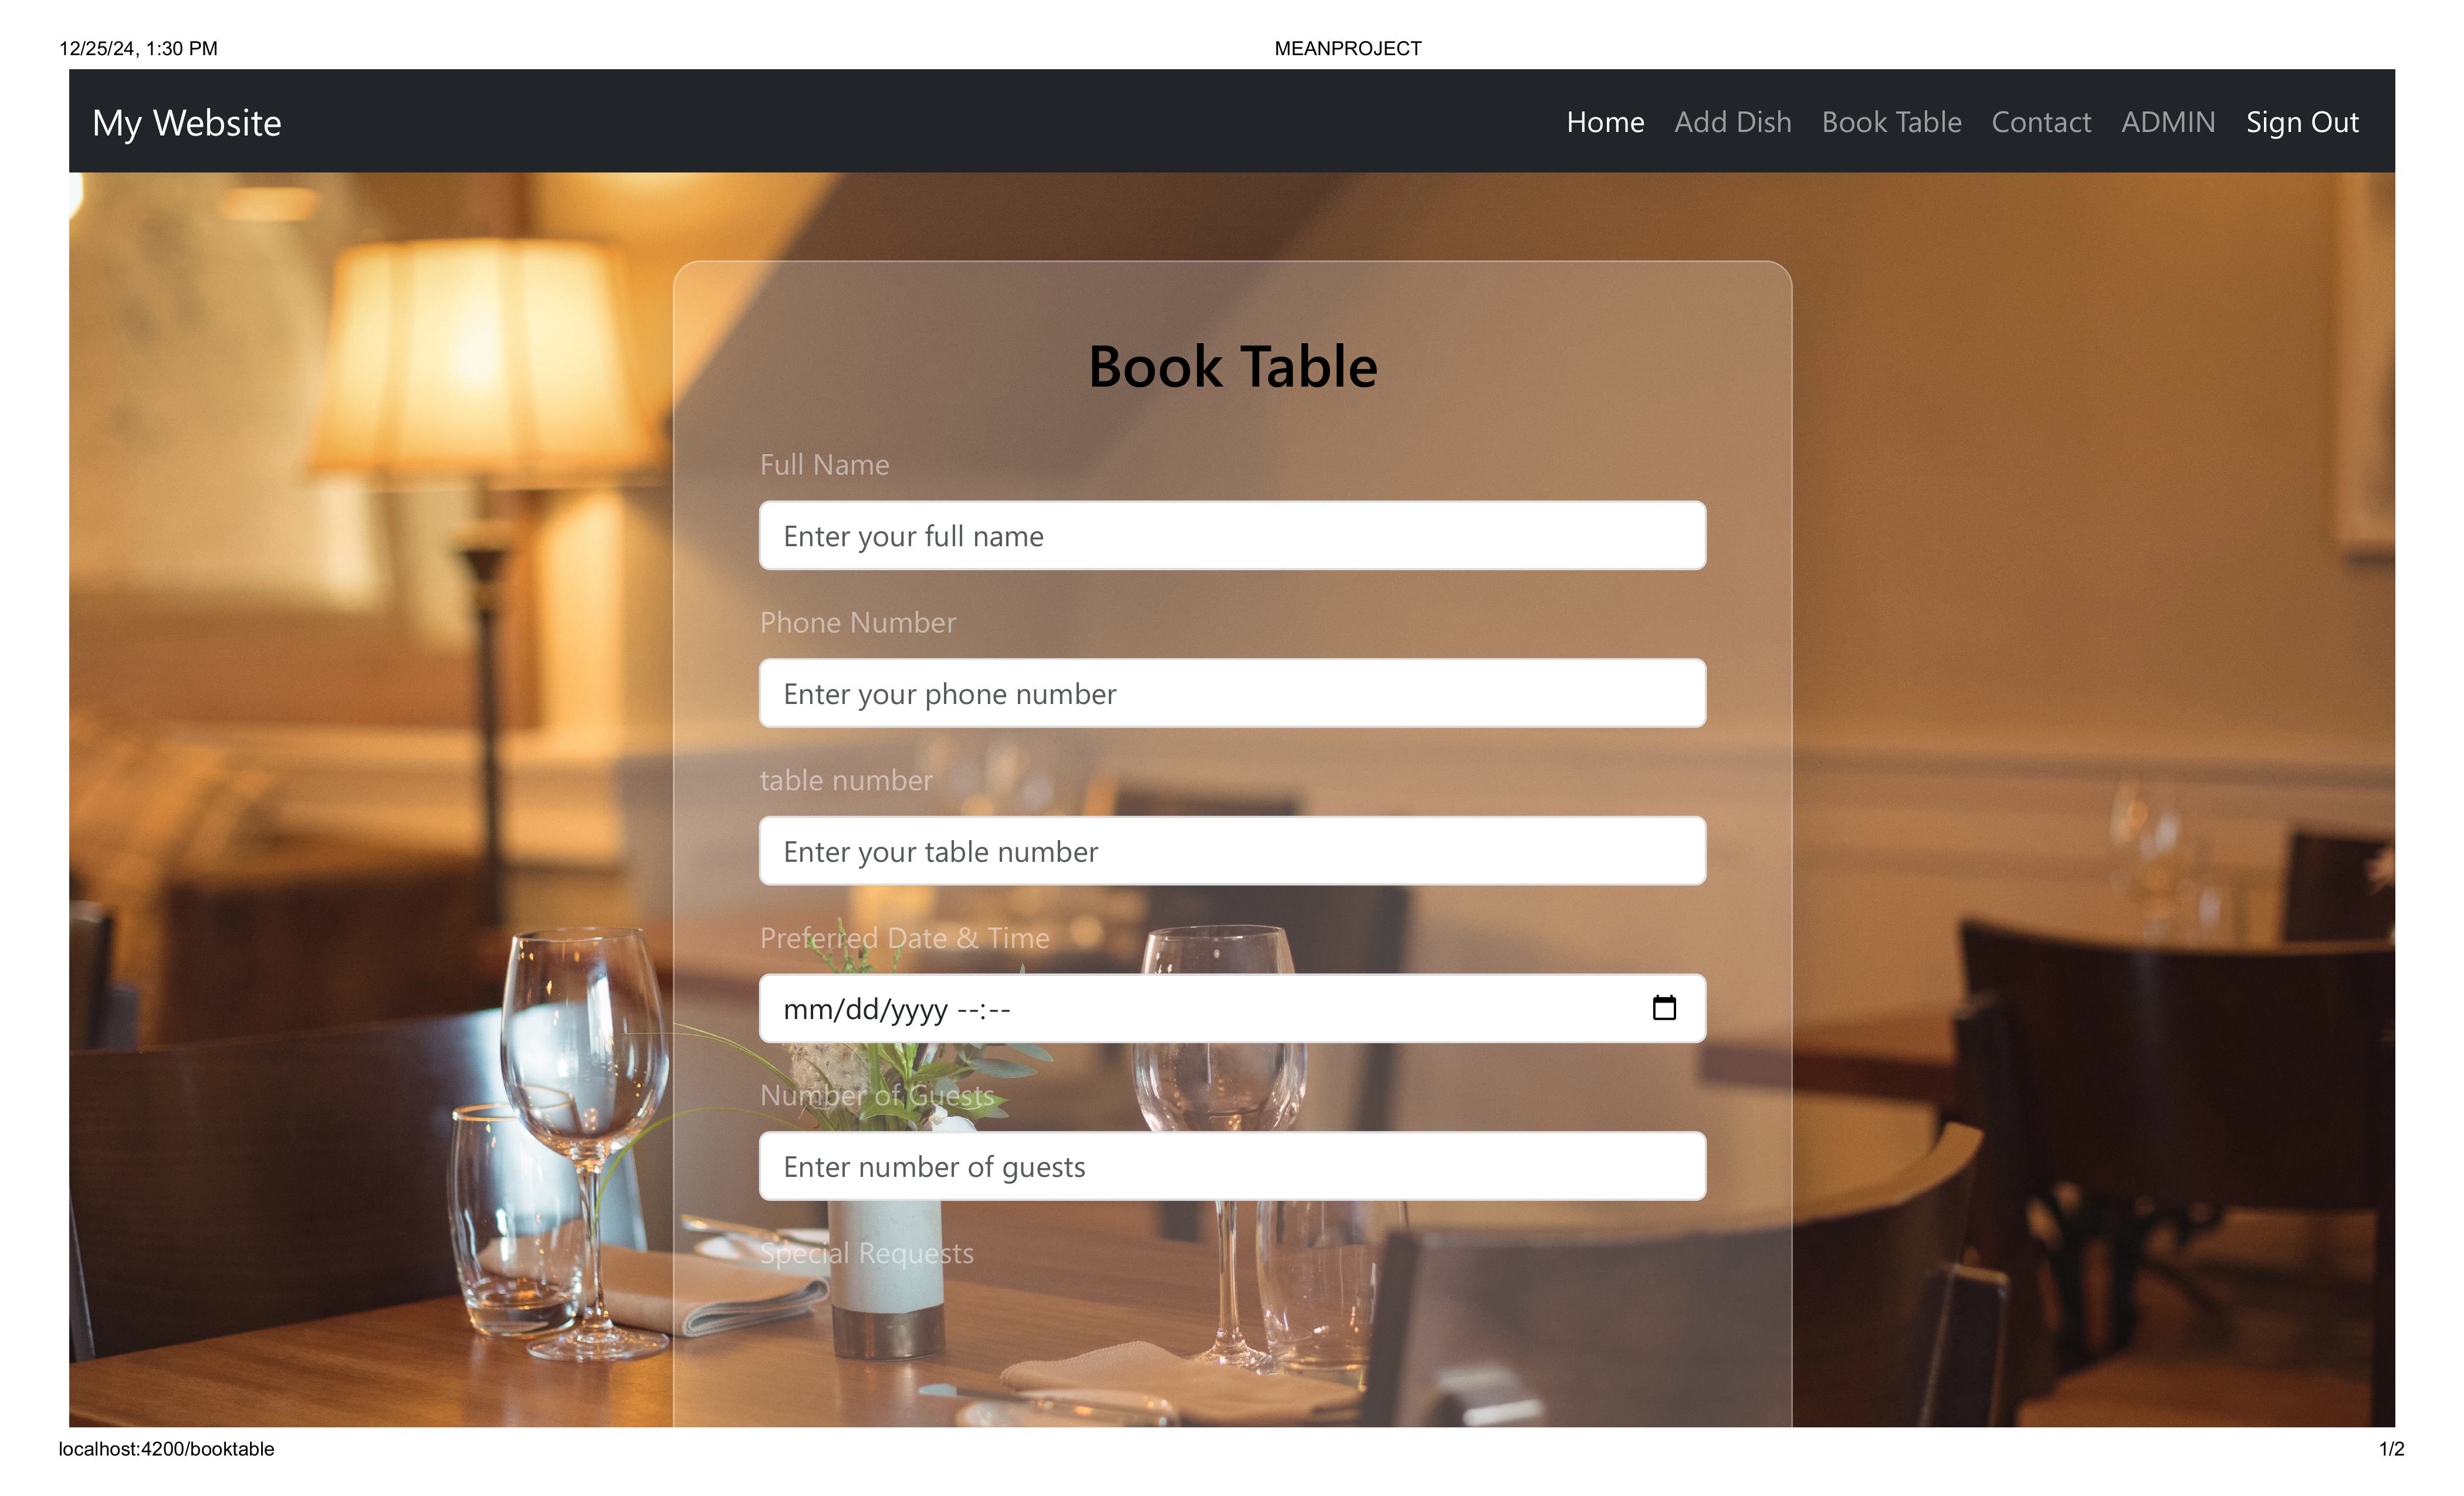 12/25/24, 1:30 PM MEANPROJECT
My Website Home Add Dish Book Table Contact ADMIN Sign Out
Book Table
Full Name
Enter your full name
Phone Number
Enter your phone number
table number
Enter your table number
Preferred Date & Time
mm/dd/yyyy --:--
Number of Guests
Enter number of guests
Special Requests
localhost:4200/booktable 1/2